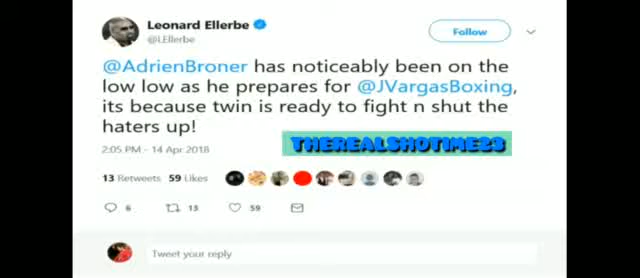 Leonard Ellerbe
@LEllerbe
Follow
@AdrienBroner has noticeably been on the
low low as he prepares for @JVargasBoxing,
its because twin is ready to fight n shut the
haters up!
THEREALSHOTIME23
2:05 PM - 14 Apr 2018
13 Retweets 59 Likes
6 13 59
Tweet your reply